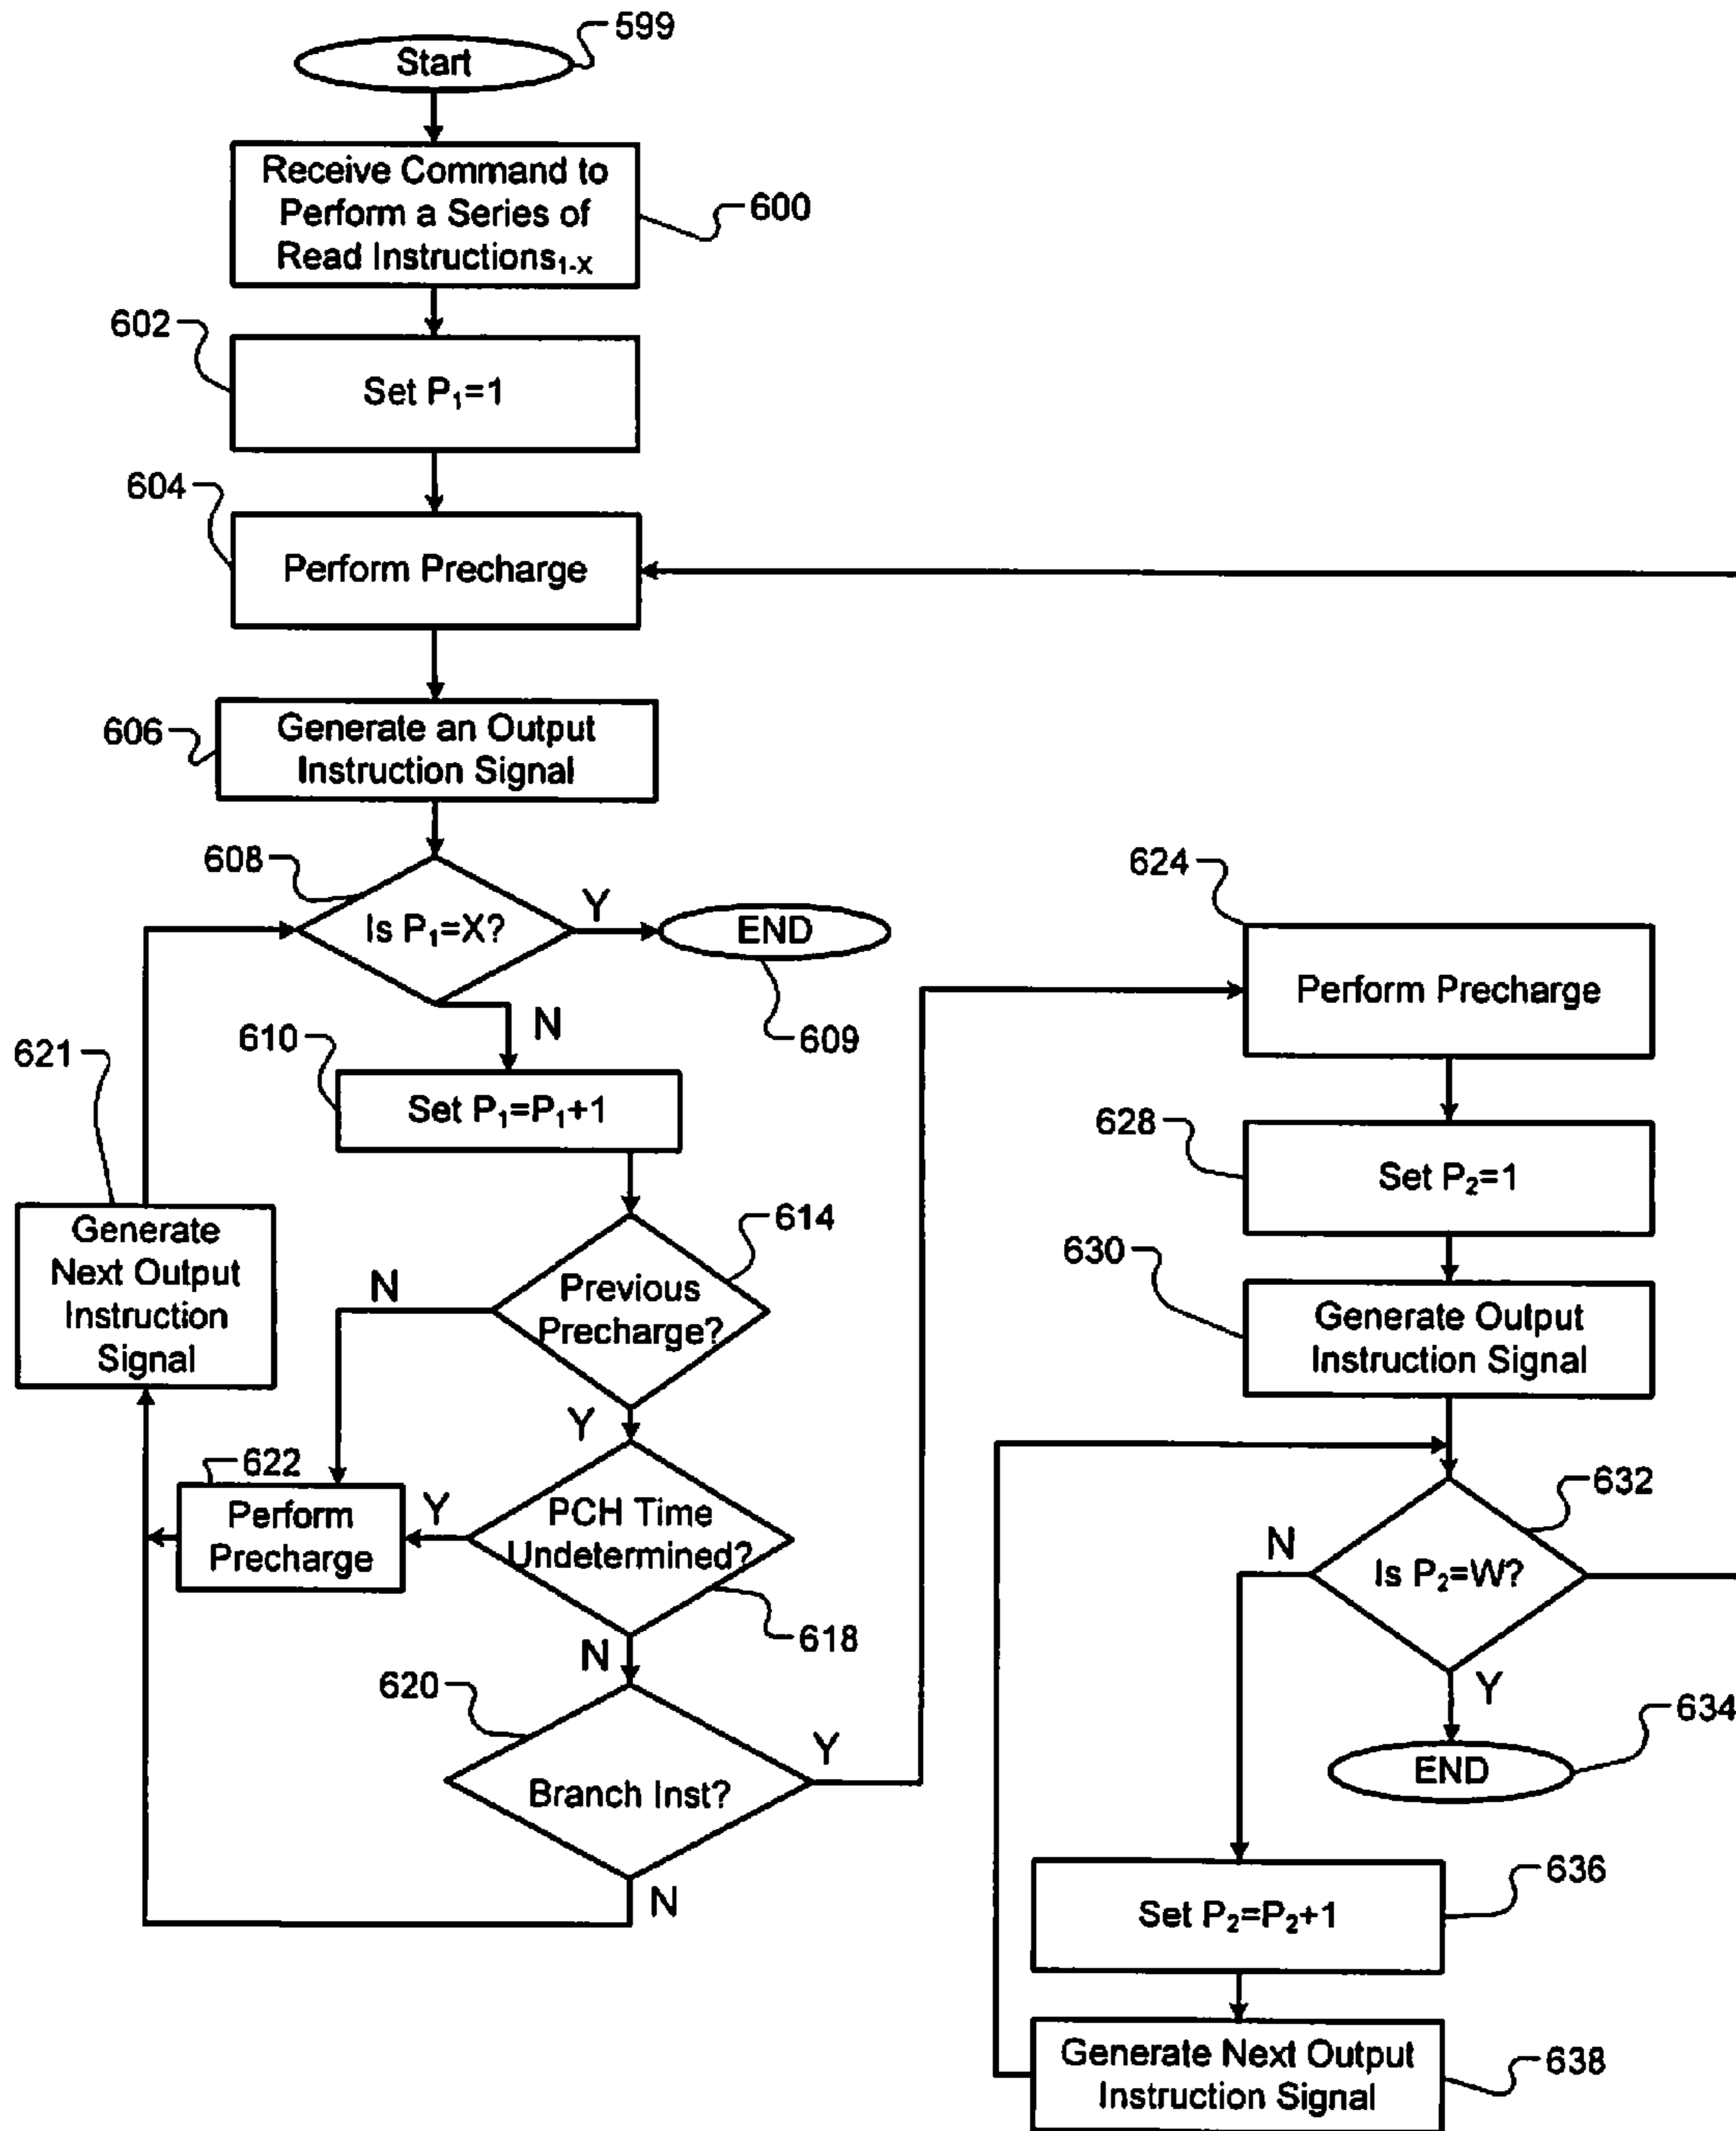 Start
599
Receive Command to
Perform a Series of
Read Instructions₁₋ₓ
600
602
Set P₁=1
604
Perform Precharge
606
Generate an Output
Instruction Signal
608
Is P₁=X?
Y
END
609
N
610
Set P₁=P₁+1
621
Generate
Next Output
Instruction
Signal
614
Previous
Precharge?
N
Y
622
Perform
Precharge
Y
PCH Time
Undetermined?
618
N
620
Branch Inst?
Y
N
624
Perform Precharge
628
Set P₂=1
630
Generate Output
Instruction Signal
632
Is P₂=W?
N
Y
634
END
636
Set P₂=P₂+1
Generate Next Output
Instruction Signal
638